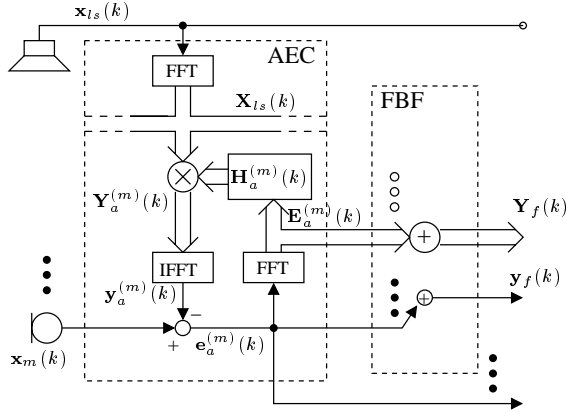 x_{ls}(k)
AEC
FFT
FBF
X_{ls}(k)
×
H_a^{(m)}(k)
Y_a^{(m)}(k)
E_a^{(m)}(k)
Y_f(k)
+
IFFT
FFT
y_f(k)
y_a^{(m)}(k)
+
−
+
e_a^{(m)}(k)
x_m(k)